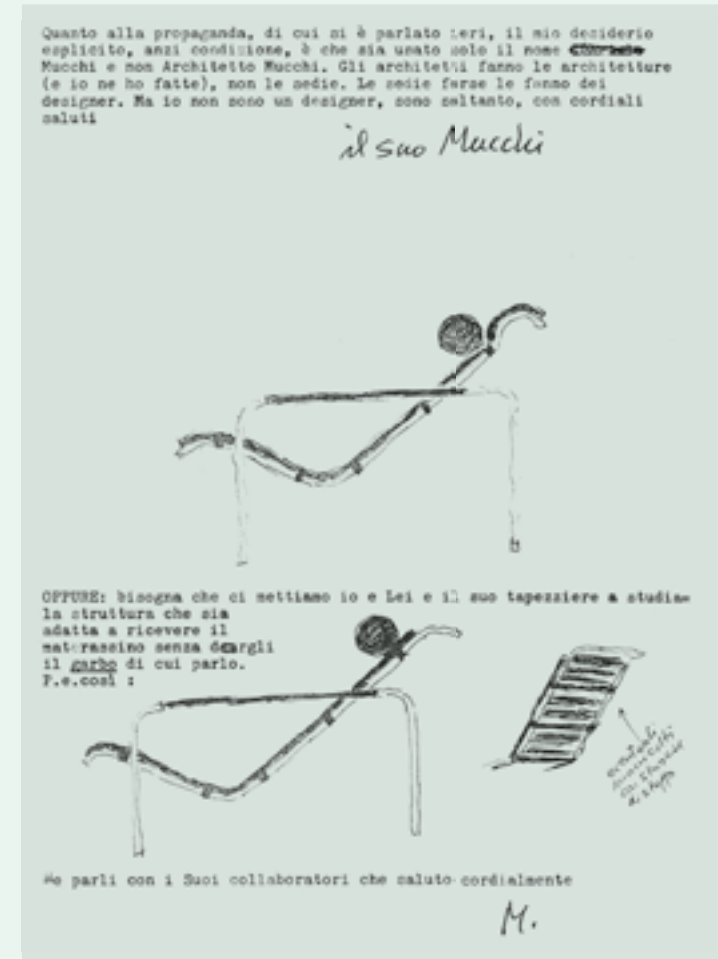 Quanto alla propaganda, di cui si è parlato ieri, il mio desiderio
esplicito, anzi condizione, è che sia usato solo il nome
Mucchi e non Architetto Mucchi. Gli architetti fanno le architetture
(e io ne ho fatte), non le sedie. Le sedie forse le fanno dei
designer. Ma io non sono un designer, sono soltanto, con cordiali
saluti
il suo Mucchi
OPPURE: bisogna che ci mettiamo io e Lei e il suo tapezziere a studia=
la struttura che sia
adatta a ricevere il
materassino senza dargli
il garbo di cui parlo.
P.e.così :
eventuali
di stoffa
Ne parli con i Suoi collaboratori che saluto cordialmente
M.